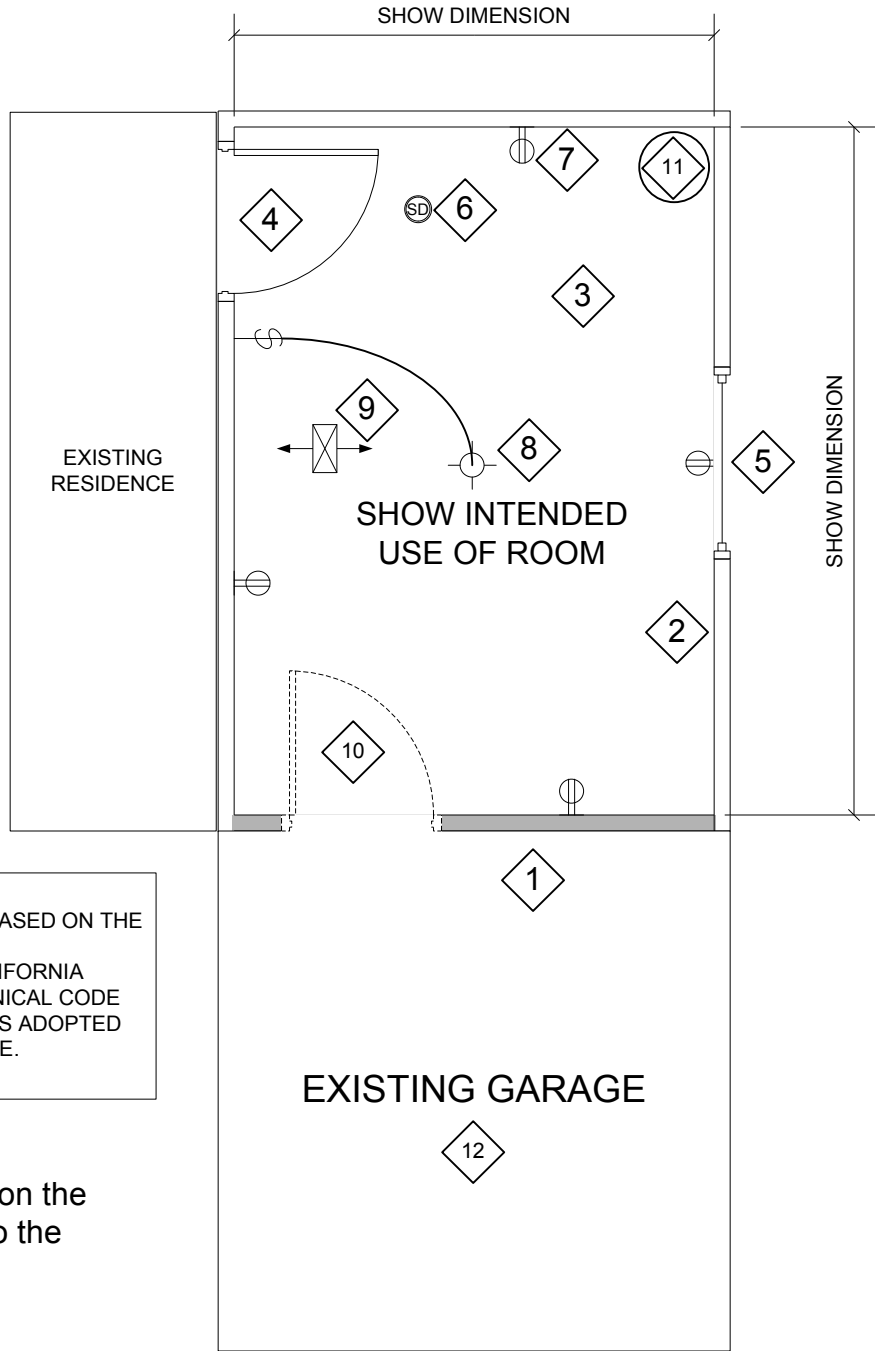 SHOW DIMENSION
7
11
4
SD
6
3
SHOW DIMENSION
9
8
5
EXISTING
RESIDENCE
SHOW INTENDED
USE OF ROOM
2
10
1
ASED ON THE
IFORNIA
NICAL CODE
S ADOPTED
E.
EXISTING GARAGE
12
on the
o the